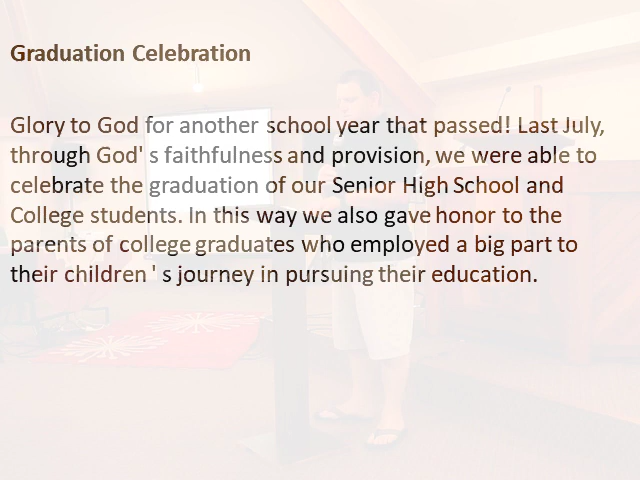 Graduation Celebration
Glory to God for another school year that passed! Last July,
through God' s faithfulness and provision, we were able to
celebrate the graduation of our Senior High School and
College students. In this way we also gave honor to the
parents of college graduates who employed a big part to
their children ' s journey in pursuing their education.